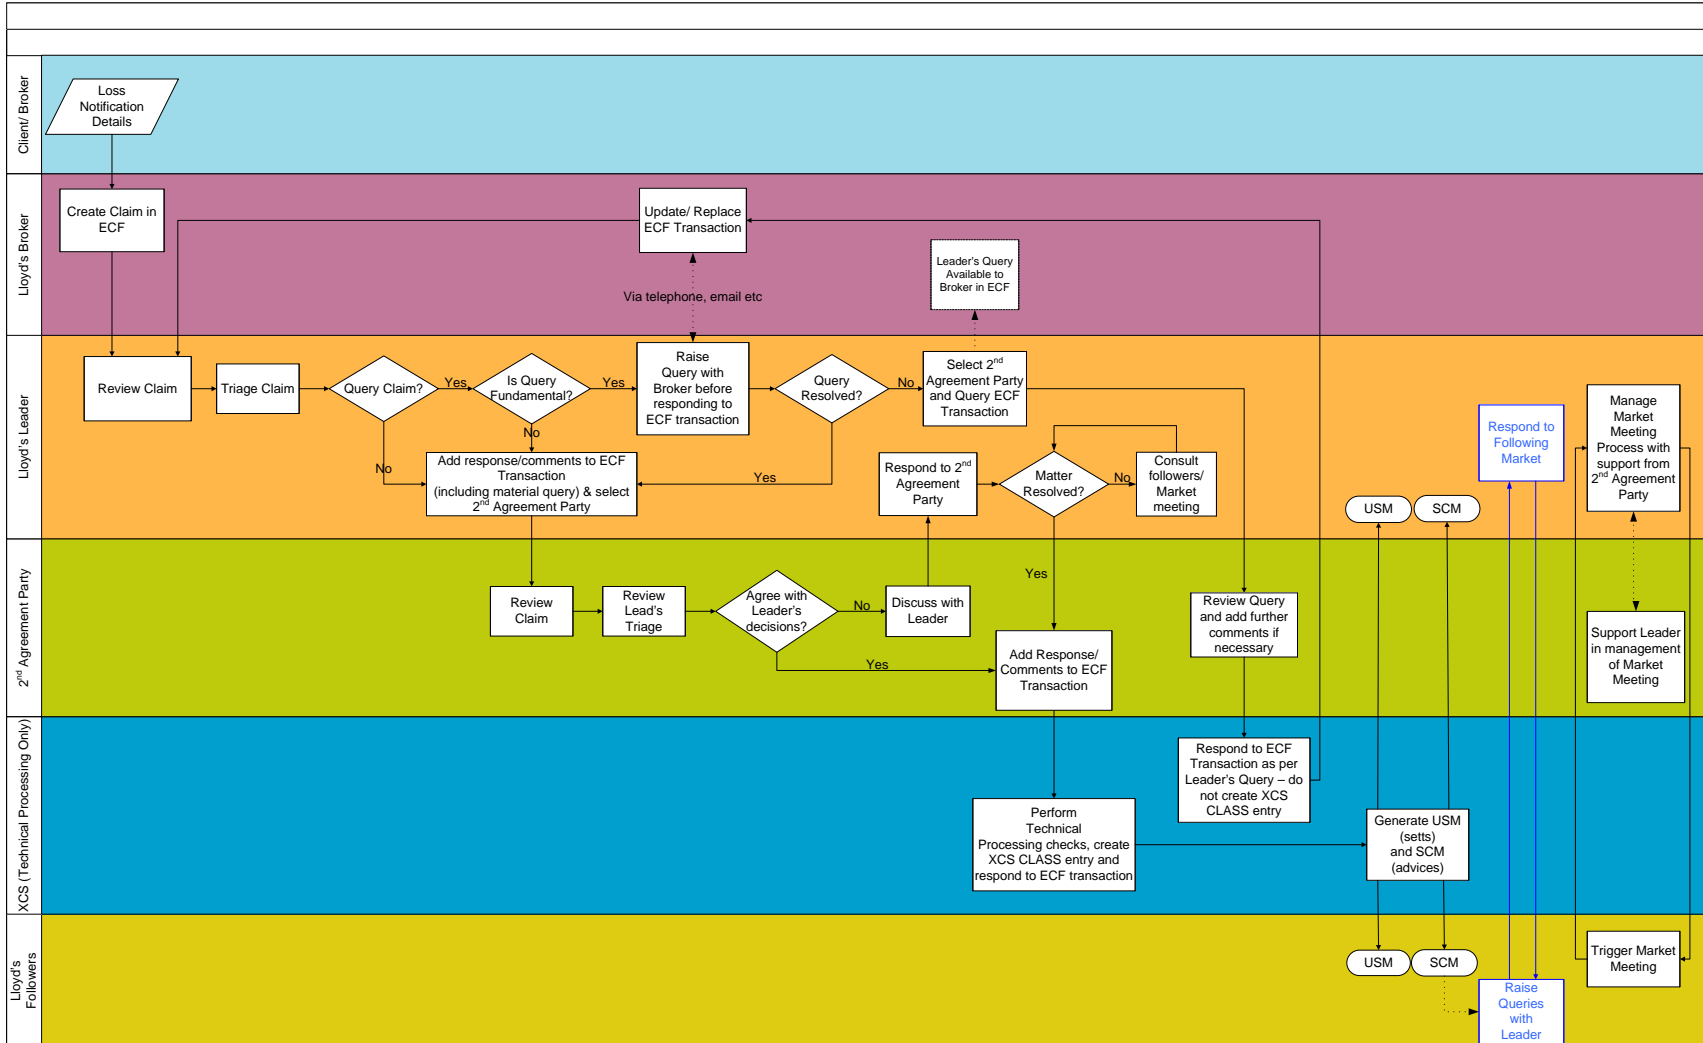 Client/ Broker
Loss
Notification
Details
Lloyd's Broker
Create Claim in
ECF
Update/ Replace
ECF Transaction
Via telephone, email etc
Leader's Query
Available to
Broker in ECF
Lloyd's Leader
Review Claim
Triage Claim
Query Claim?
Yes
No
Is Query
Fundamental?
Yes
No
Raise
Query with
Broker before
responding to
ECF transaction
Query
Resolved?
No
Yes
Select 2nd
Agreement Party
and Query ECF
Transaction
Add response/comments to ECF
Transaction
(including material query) & select
2nd Agreement Party
Respond to 2nd
Agreement
Party
Matter
Resolved?
No
Yes
Consult
followers/
Market
meeting
USM
SCM
Respond to
Following
Market
Manage
Market
Meeting
Process with
support from
2nd Agreement
Party
2nd Agreement Party
Review
Claim
Review
Lead's
Triage
Agree with
Leader's
decisions?
No
Yes
Discuss with
Leader
Add Response/
Comments to ECF
Transaction
Review Query
and add further
comments if
necessary
Support Leader
in management
of Market
Meeting
XCS (Technical Processing Only)
Perform
Technical
Processing checks, create
XCS CLASS entry and
respond to ECF transaction
Respond to ECF
Transaction as per
Leader's Query – do
not create XCS
CLASS entry
Generate USM
(setts)
and SCM
(advices)
Lloyd's
Followers
USM
SCM
Raise
Queries
with
Leader
Trigger Market
Meeting